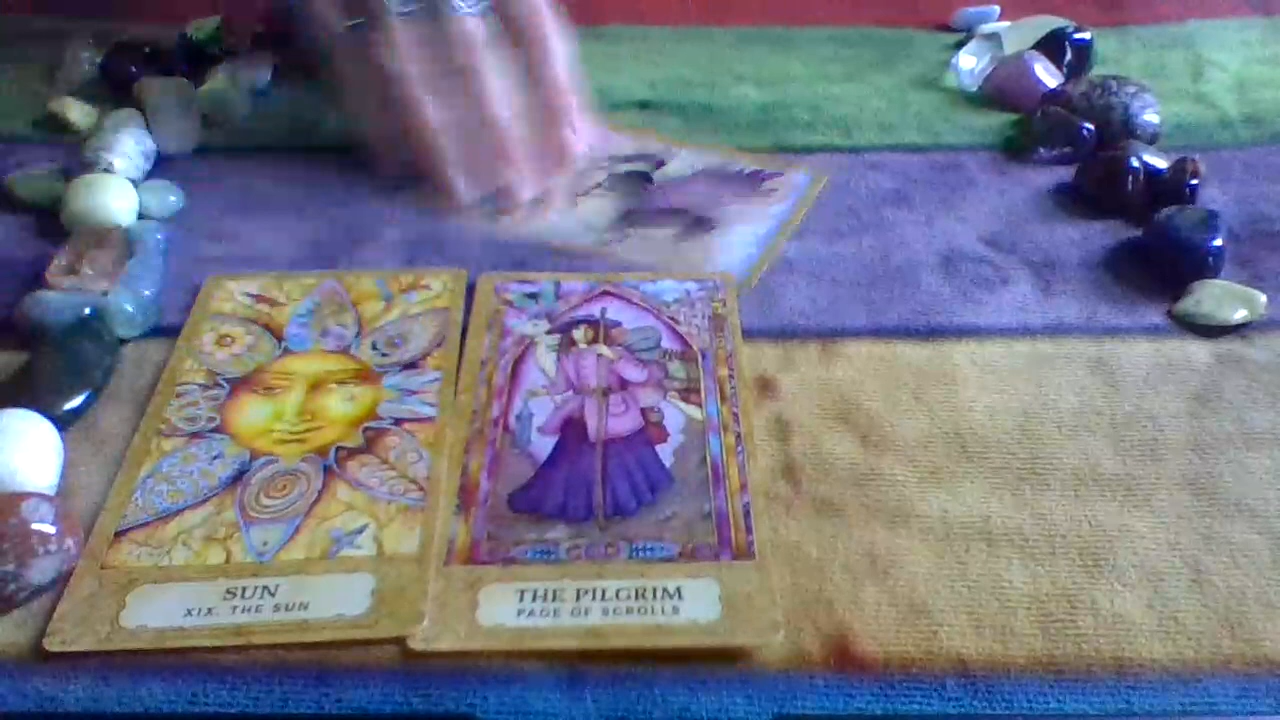 SUN
XIX. THE SUN
THE PILGRIM
PAGE OF SCROLLS